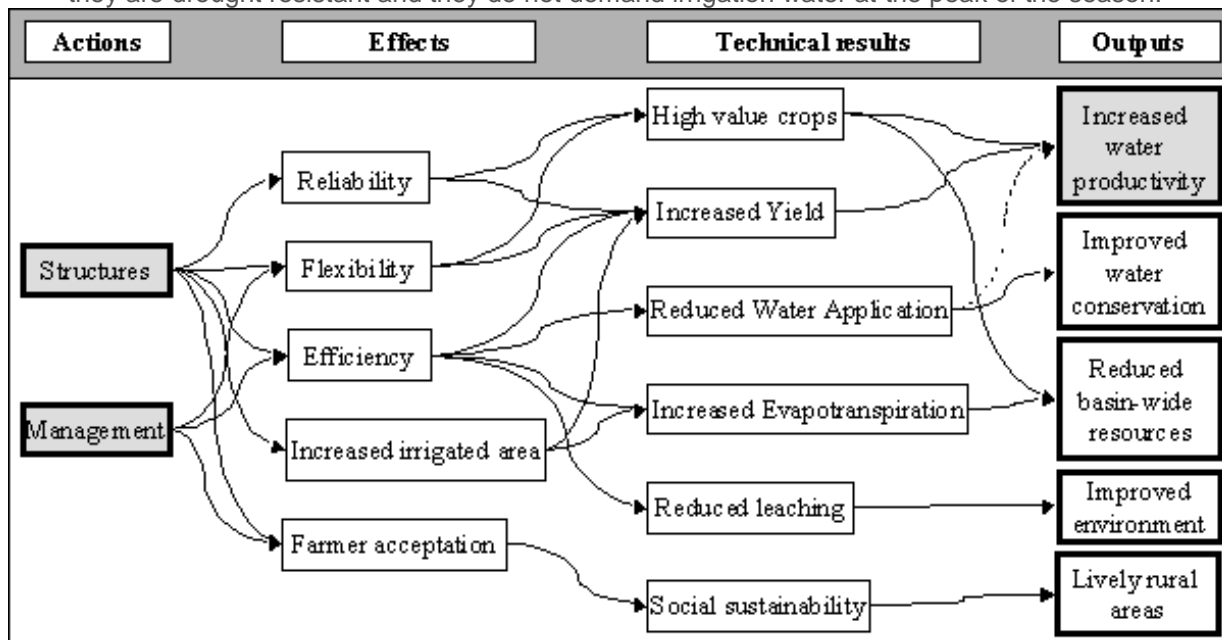 they are drought resistant and they do not demand irrigation water at the peak of the season.
Actions
Effects
Technical results
Outputs
Structures
Management
Reliability
Flexibility
Efficiency
Increased irrigated area
Farmer acceptation
High value crops
Increased Yield
Reduced Water Application
Increased Evapotranspiration
Reduced leaching
Social sustainability
Increased
water
productivity
Improved
water
conservation
Reduced
basin-wide
resources
Improved
environment
Lively rural
areas